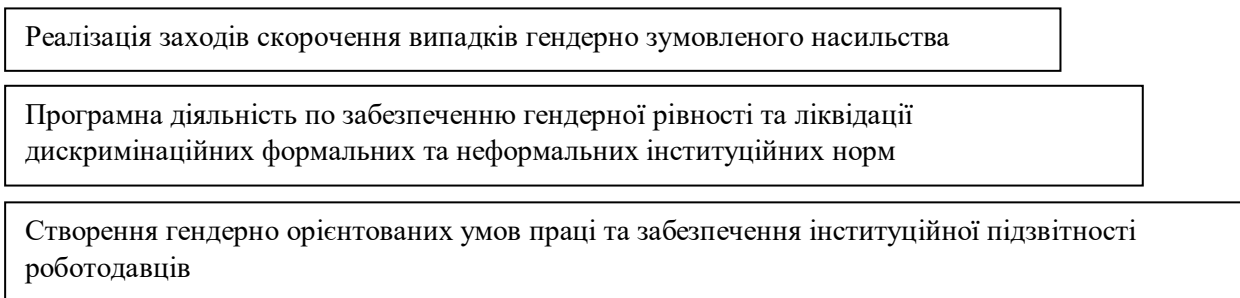 Реалізація заходів скорочення випадків гендерно зумовленого насильства
Програмна діяльність по забезпеченню гендерної рівності та ліквідації
дискримінаційних формальних та неформальних інституційних норм
Створення гендерно орієнтованих умов праці та забезпечення інституційної підзвітності
роботодавців